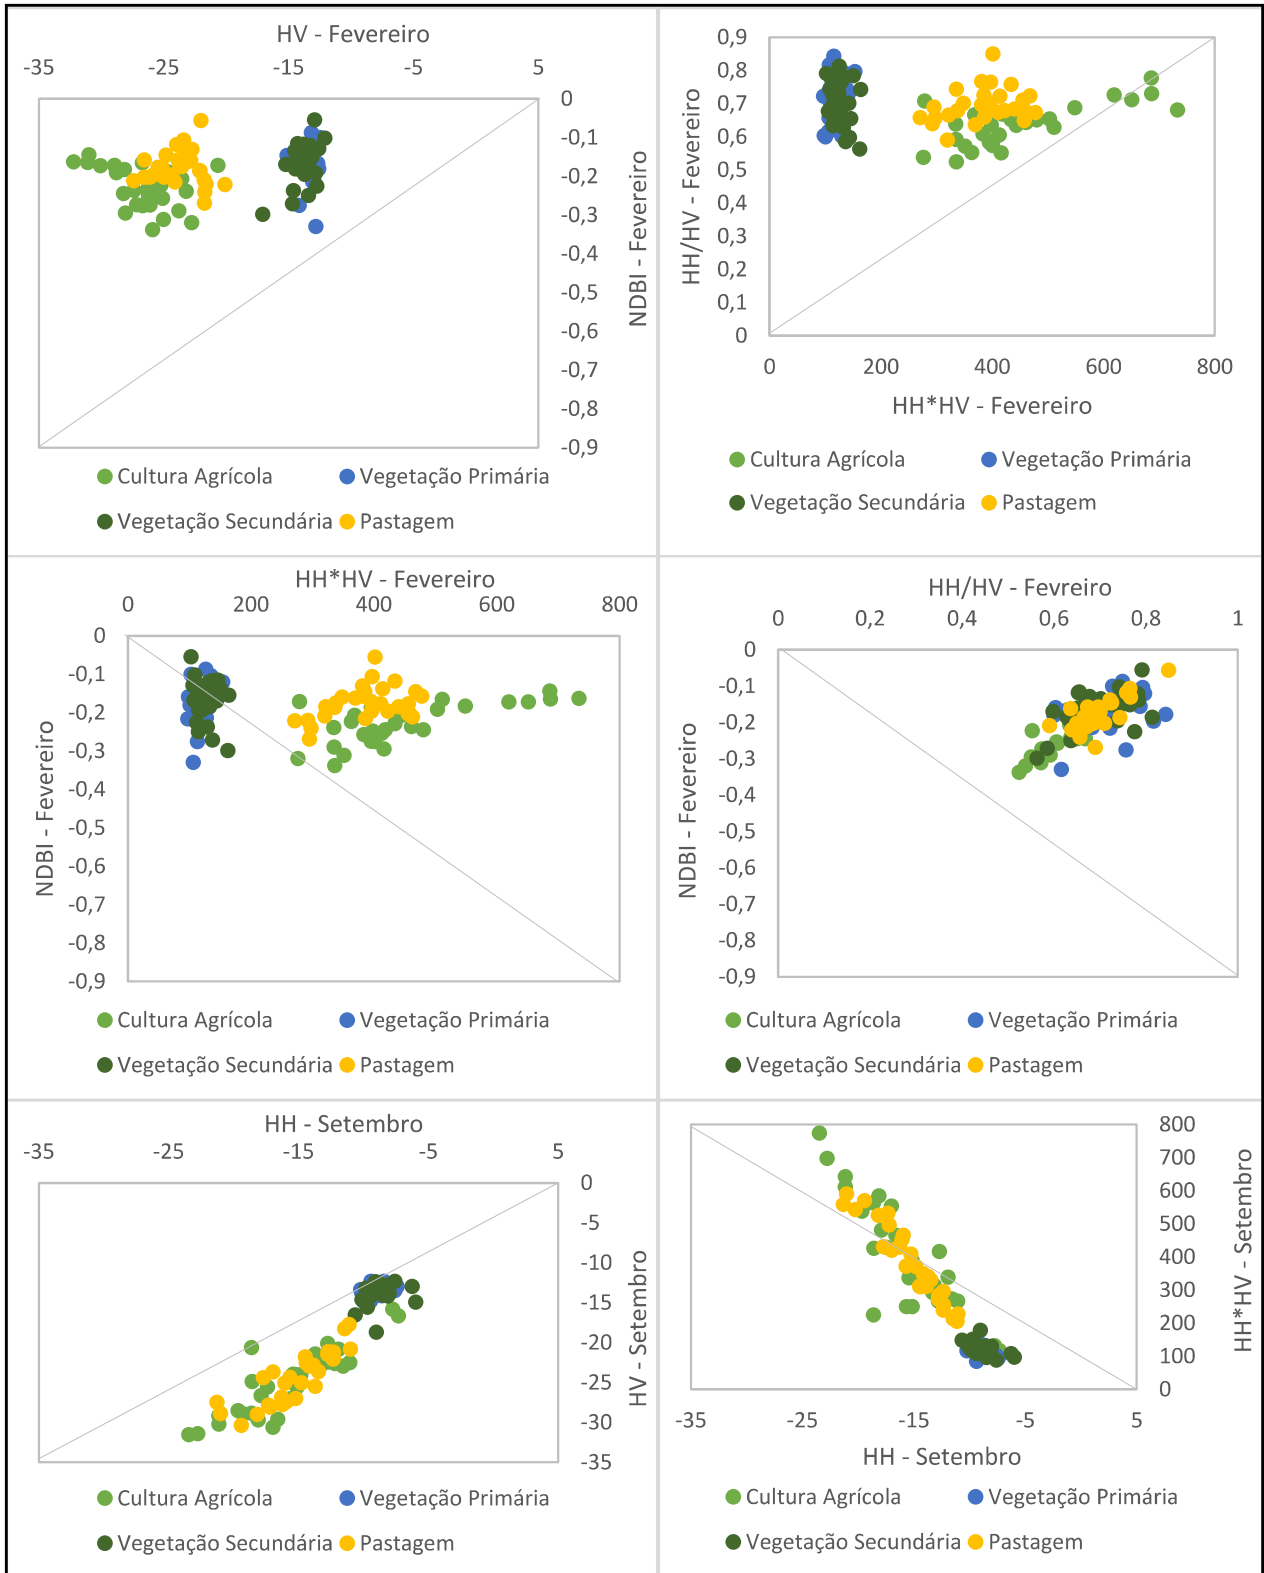 HV - Fevereiro
-35 -25 -15 -5 5
0
-0,1
-0,2
-0,3
-0,4
-0,5
-0,6
-0,7
-0,8
-0,9
NDBI - Fevereiro
Cultura Agrícola Vegetação Primária
Vegetação Secundária Pastagem
0,9
0,8
0,7
0,6
0,5
0,4
0,3
0,2
0,1
0
HH/HV - Fevereiro
0 200 400 600 800
HH*HV - Fevereiro
Cultura Agrícola Vegetação Primária
Vegetação Secundária Pastagem
HH*HV - Fevereiro
0 200 400 600 800
0
-0,1
-0,2
-0,3
-0,4
-0,5
-0,6
-0,7
-0,8
-0,9
NDBI - Fevereiro
Cultura Agrícola Vegetação Primária
Vegetação Secundária Pastagem
HH/HV - Fevreiro
0 0,2 0,4 0,6 0,8 1
0
-0,1
-0,2
-0,3
-0,4
-0,5
-0,6
-0,7
-0,8
-0,9
NDBI - Fevereiro
Cultura Agrícola Vegetação Primária
Vegetação Secundária Pastagem
HH - Setembro
-35 -25 -15 -5 5
0
-5
-10
-15
-20
-25
-30
-35
HV - Setembro
Cultura Agrícola Vegetação Primária
Vegetação Secundária Pastagem
800
700
600
500
400
300
200
100
0
HH*HV - Setembro
-35 -25 -15 -5 5
HH - Setembro
Cultura Agrícola Vegetação Primária
Vegetação Secundária Pastagem